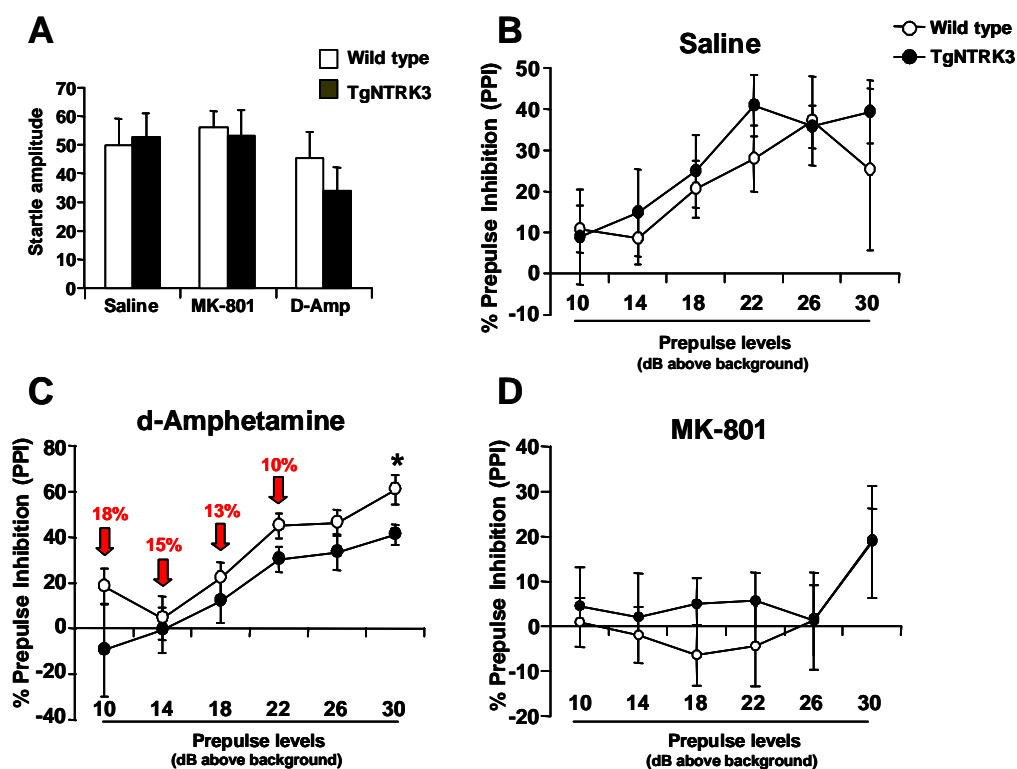 A
Wild type
TgNTRK3
Startle amplitude
70
60
50
40
30
20
10
0
Saline MK-801 D-Amp
B
Saline
Wild type
TgNTRK3
% Prepulse Inhibition (PPI)
50
40
30
20
10
0
-10
10 14 18 22 26 30
Prepulse levels
(dB above background)
C
d-Amphetamine
% Prepulse Inhibition (PPI)
80
60
40
20
0
-20
-40
18%
15%
13%
10%
*
10 14 18 22 26 30
Prepulse levels
(dB above background)
D
MK-801
% Prepulse Inhibition (PPI)
40
30
20
10
0
-10
-20
10 14 18 22 26 30
Prepulse levels
(dB above background)